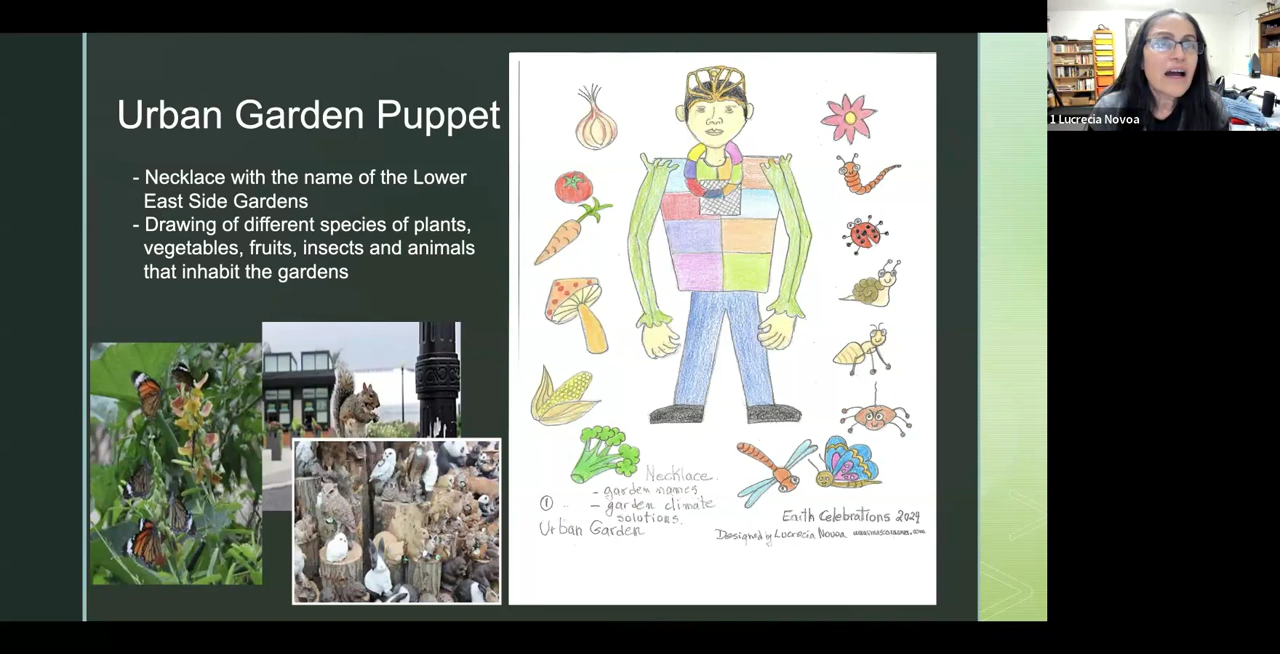 Urban Garden Puppet
- Necklace with the name of the Lower
East Side Gardens
- Drawing of different species of plants,
vegetables, fruits, insects and animals
that inhabit the gardens
Necklace
- garden names
- garden climate
solutions.
1
Urban Garden
Earth Celebrations 2024
Designed by Lucrecia Novoa
1 Lucrecia Novoa